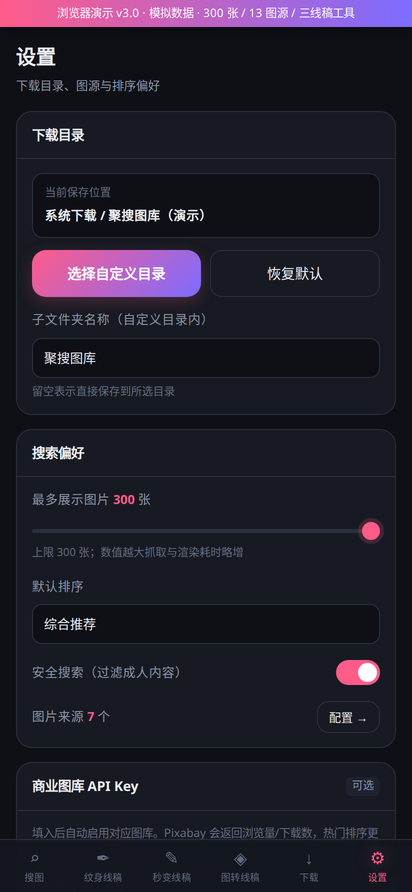 浏览器演示 v3.0 · 模拟数据 · 300 张 / 13 图源 / 三线稿工具
设置
下载目录、图源与排序偏好
下载目录
当前保存位置
系统下载 / 聚搜图库（演示）
选择自定义目录
恢复默认
子文件夹名称（自定义目录内）
聚搜图库
留空表示直接保存到所选目录
搜索偏好
最多展示图片 300 张
上限 300 张；数值越大抓取与渲染耗时略增
默认排序
综合推荐
安全搜索（过滤成人内容）
图片来源 7 个
配置 →
商业图库 API Key
可选
填入后自动启用对应图库。Pixabay 会返回浏览量/下载数，热门排序更
搜图
纹身线稿
秒变线稿
图转线稿
下载
设置